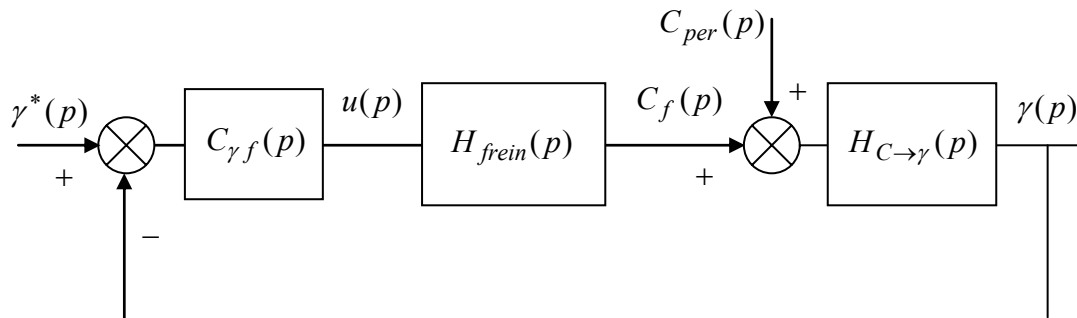 C_{per}(p)
γ^*(p)
u(p)
C_f(p)
+
γ(p)
C_{γf}(p)
H_{frein}(p)
H_{C→γ}(p)
+
+
−